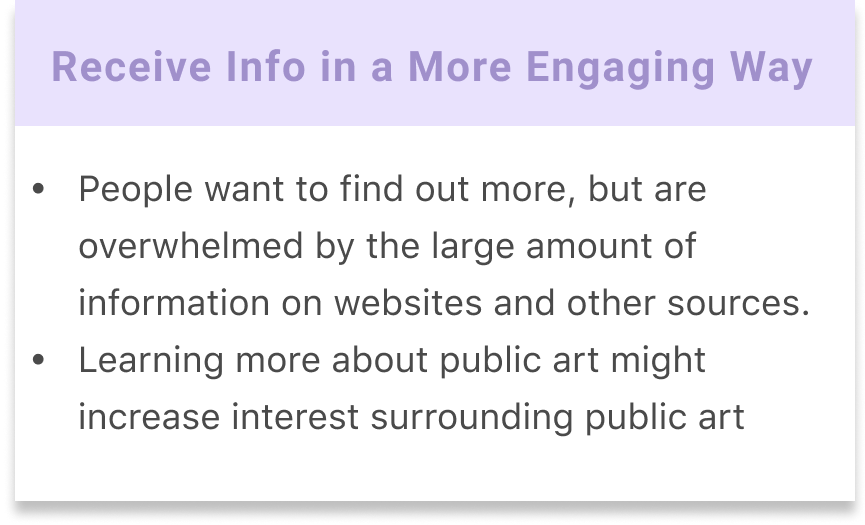 Receive Info in a More Engaging Way
• People want to find out more, but are
overwhelmed by the large amount of
information on websites and other sources.
• Learning more about public art might
increase interest surrounding public art